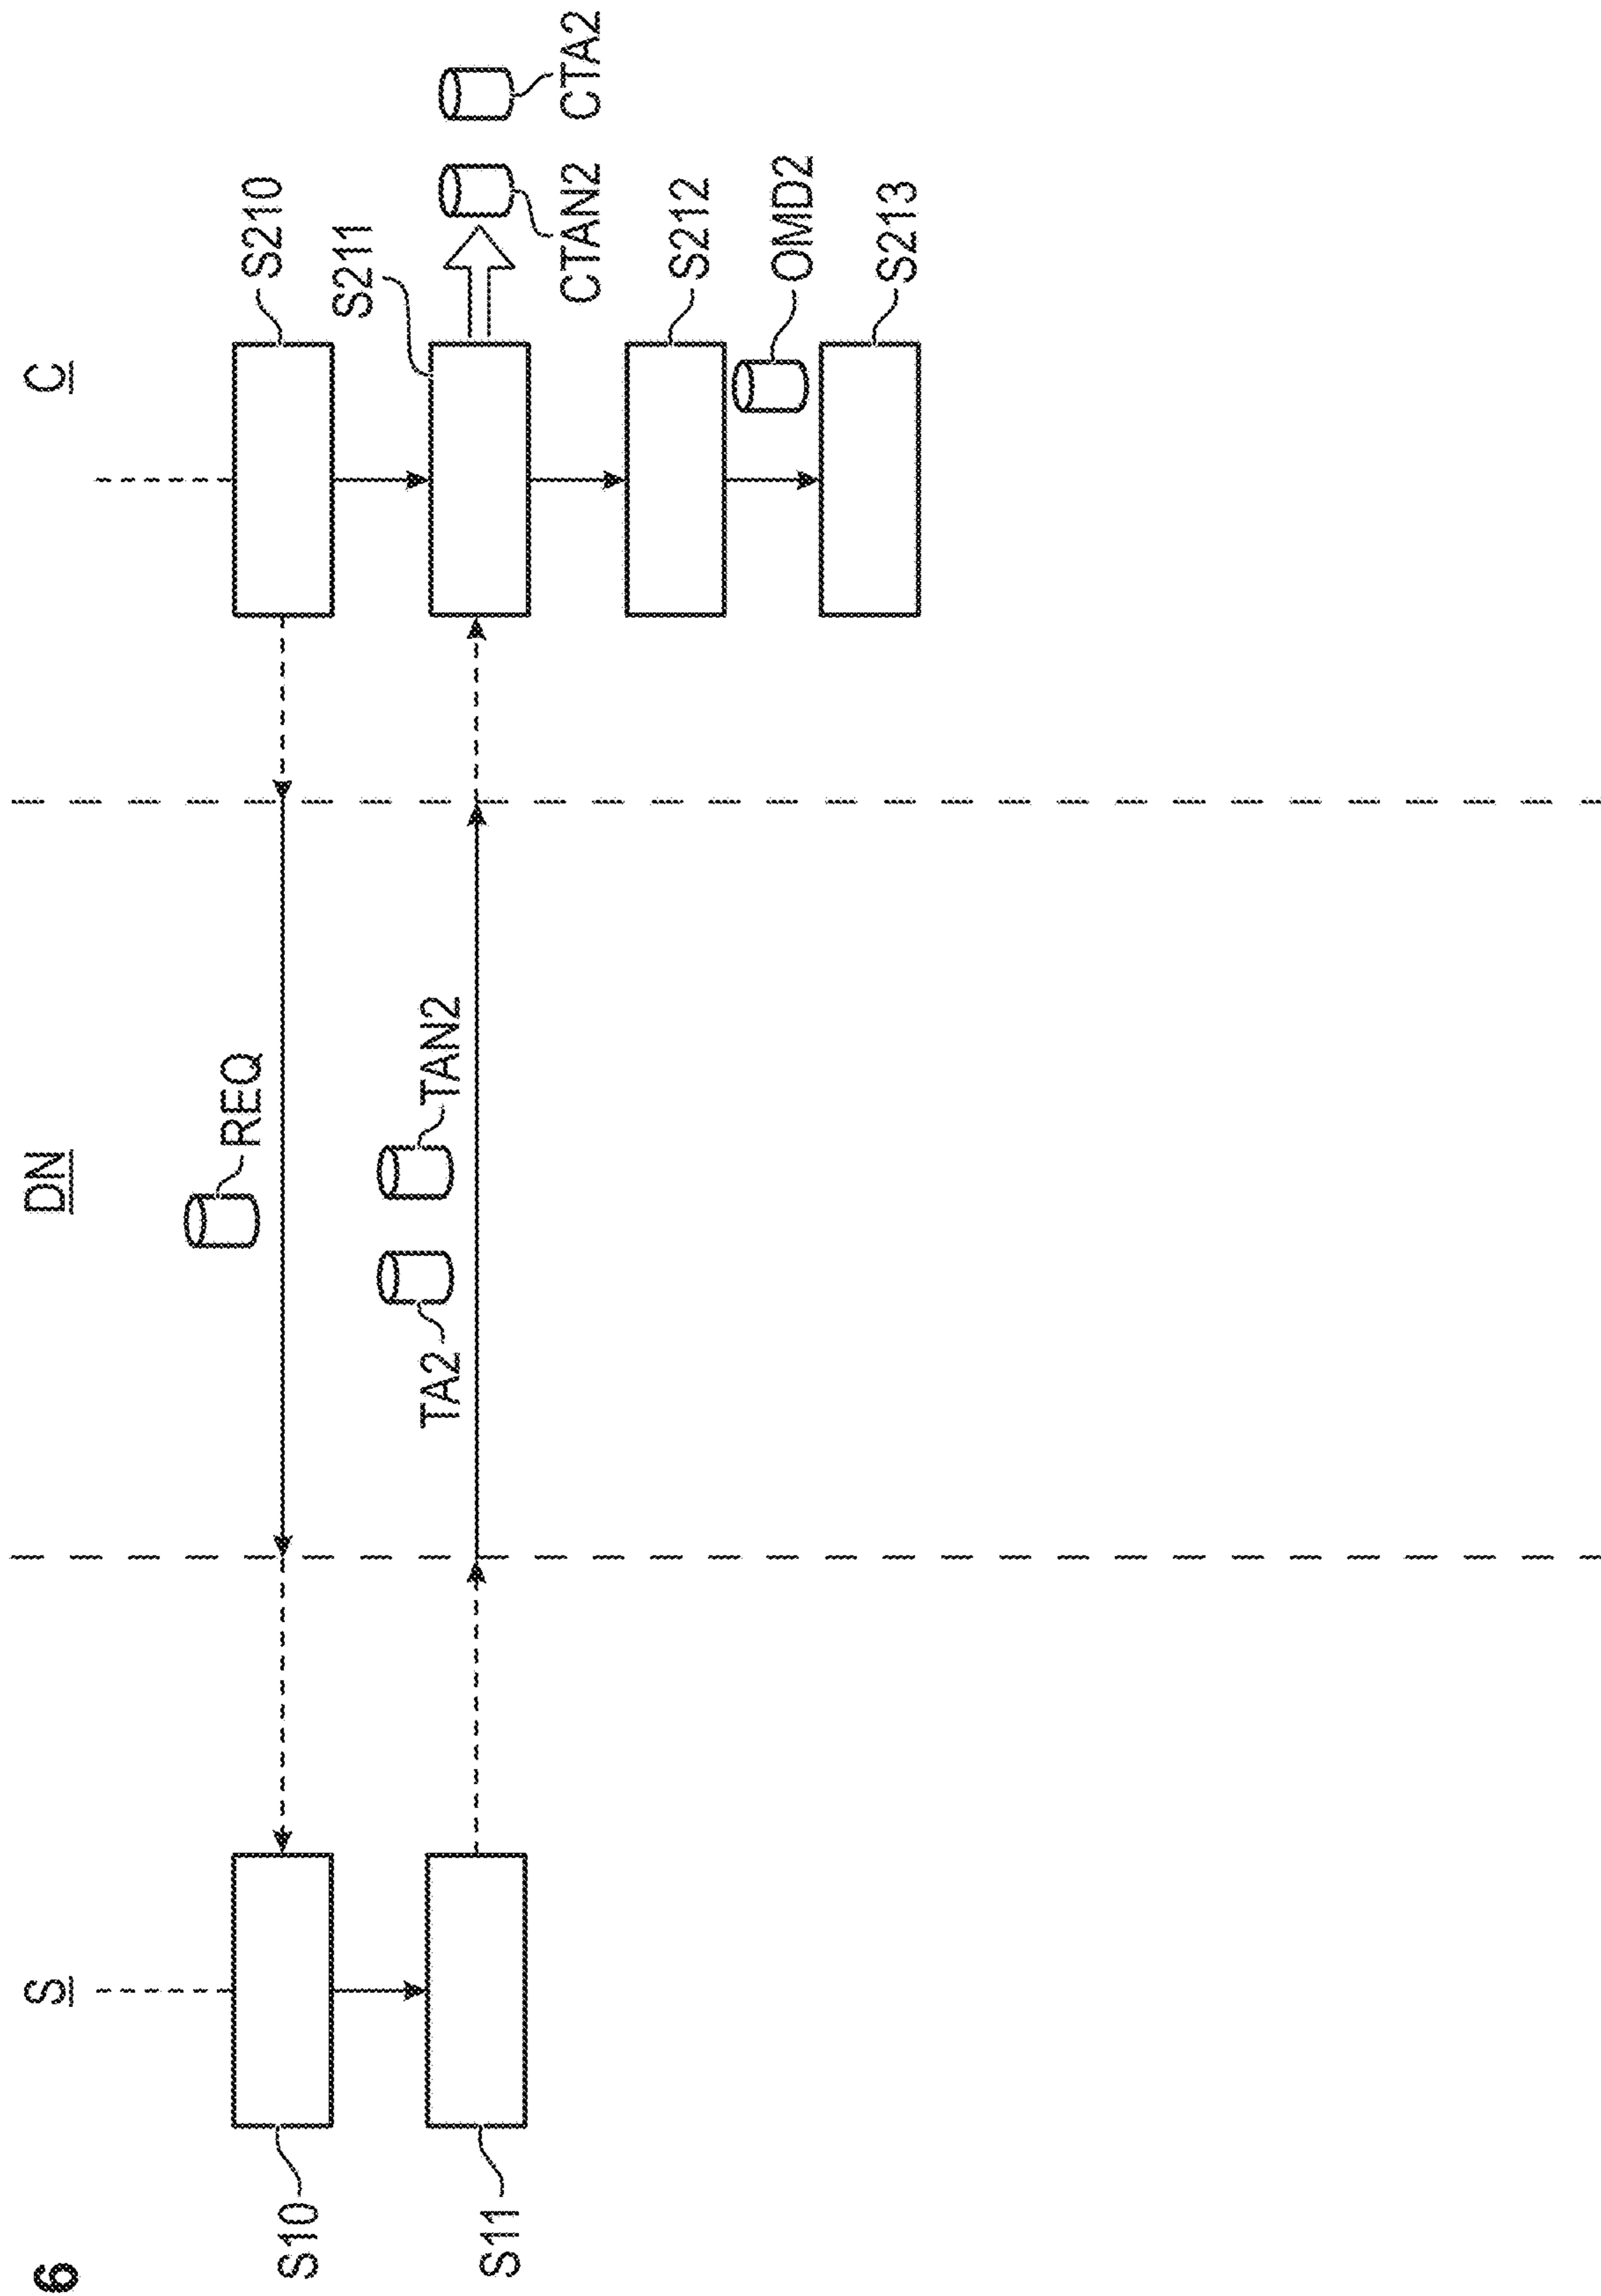 6
S
DN
C
REQ
S10
S210
S211
TA2
TAN2
CTAN2
CTA2
S11
S212
OMD2
S213